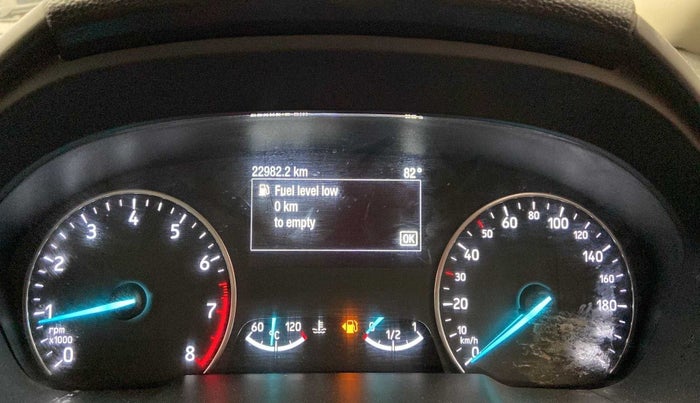 22982.2 km 82°
Fuel level low
0 km
to empty
OK
0 1 2 3 4 5 6 7 8
rpm
x1000
60 120
°C
0 1/2 1
0 10 20 30 40 50 60 80 100 120 140 160 180
km/h